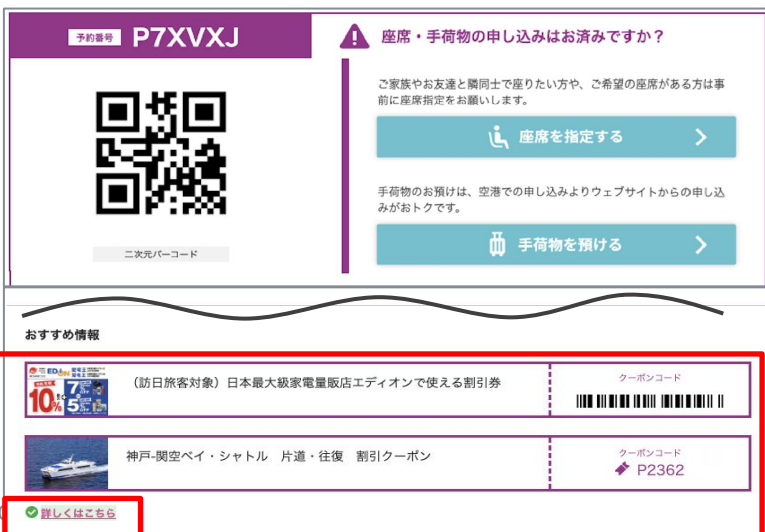 予約番号 P7XVXJ
座席・手荷物の申し込みはお済みですか？
ご家族やお友達と隣同士で座りたい方や、ご希望の座席がある方は事
前に座席指定をお願いします。
座席を指定する
手荷物のお預けは、空港での申し込みよりウェブサイトからの申し込
みがおトクです。
手荷物を預ける
二次元バーコード
おすすめ情報
EDION
10% 7% 5%
（訪日旅客対象）日本最大級家電量販店エディオンで使える割引券
クーポンコード
神戸-関空ベイ・シャトル 片道・往復 割引クーポン
クーポンコード
P2362
詳しくはこちら